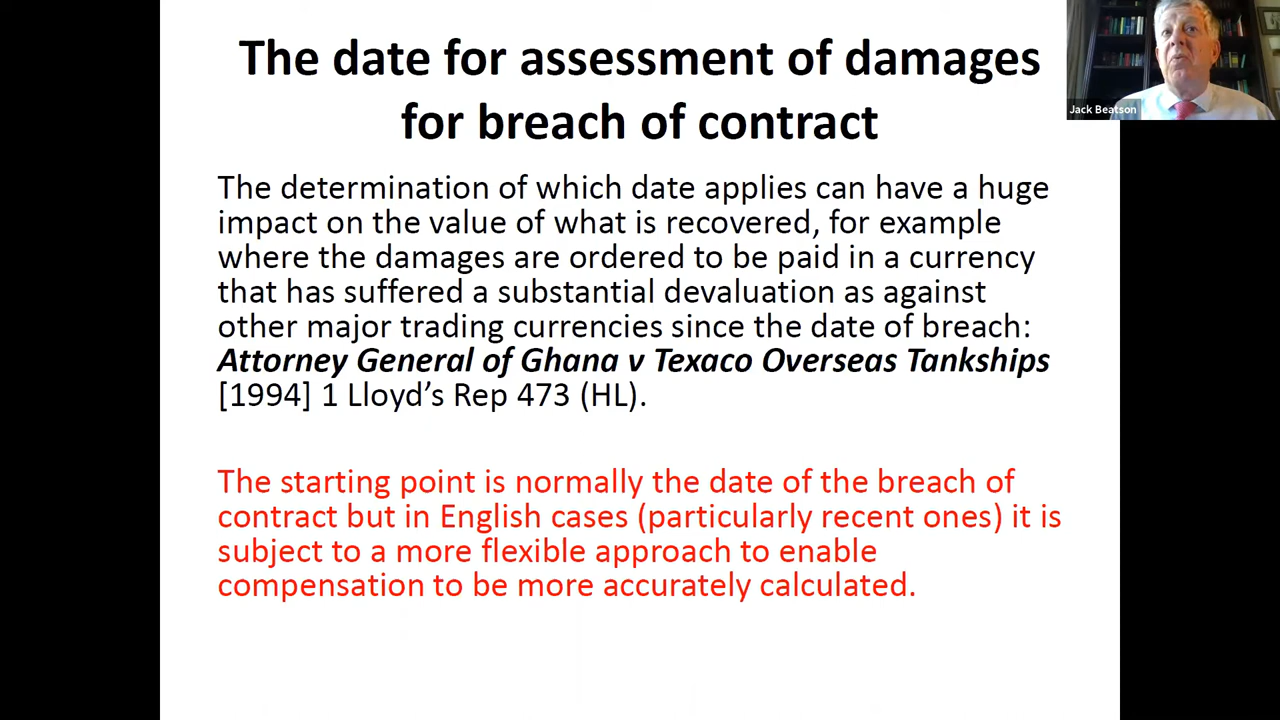 The date for assessment of damages
for breach of contract
Jack Beatson
The determination of which date applies can have a huge
impact on the value of what is recovered, for example
where the damages are ordered to be paid in a currency
that has suffered a substantial devaluation as against
other major trading currencies since the date of breach:
Attorney General of Ghana v Texaco Overseas Tankships
[1994] 1 Lloyd’s Rep 473 (HL).
The starting point is normally the date of the breach of
contract but in English cases (particularly recent ones) it is
subject to a more flexible approach to enable
compensation to be more accurately calculated.